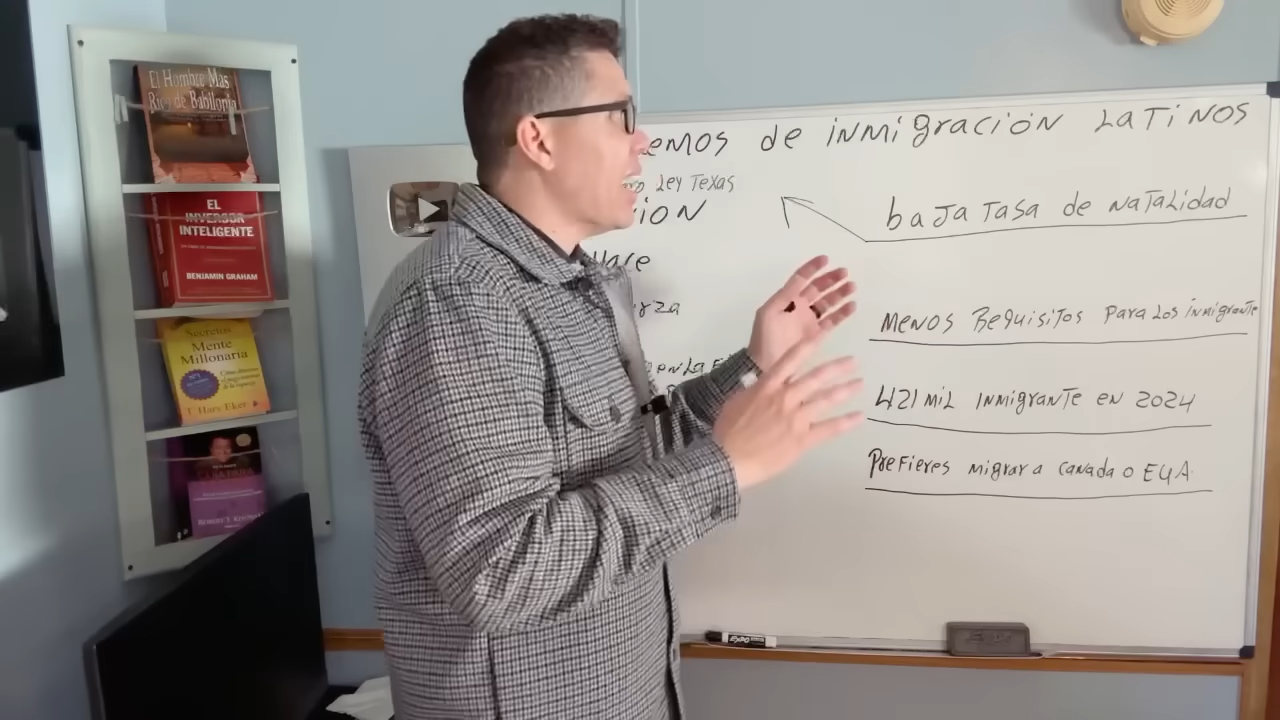 El Hombre Mas
Rico de Babilonia
EL
INVERSOR
INTELIGENTE
BENJAMIN GRAHAM
Secretos
Mente
Millonaria
Nº1
T. Harv Eker
emos de inmigración Latinos
Ley Texas
ion
baja Tasa de Natalidad
Menos Requisitos para Los inmigrante
421 mil inmigrante en 2024
Prefieres migrar a Canada o EUA
EXPO